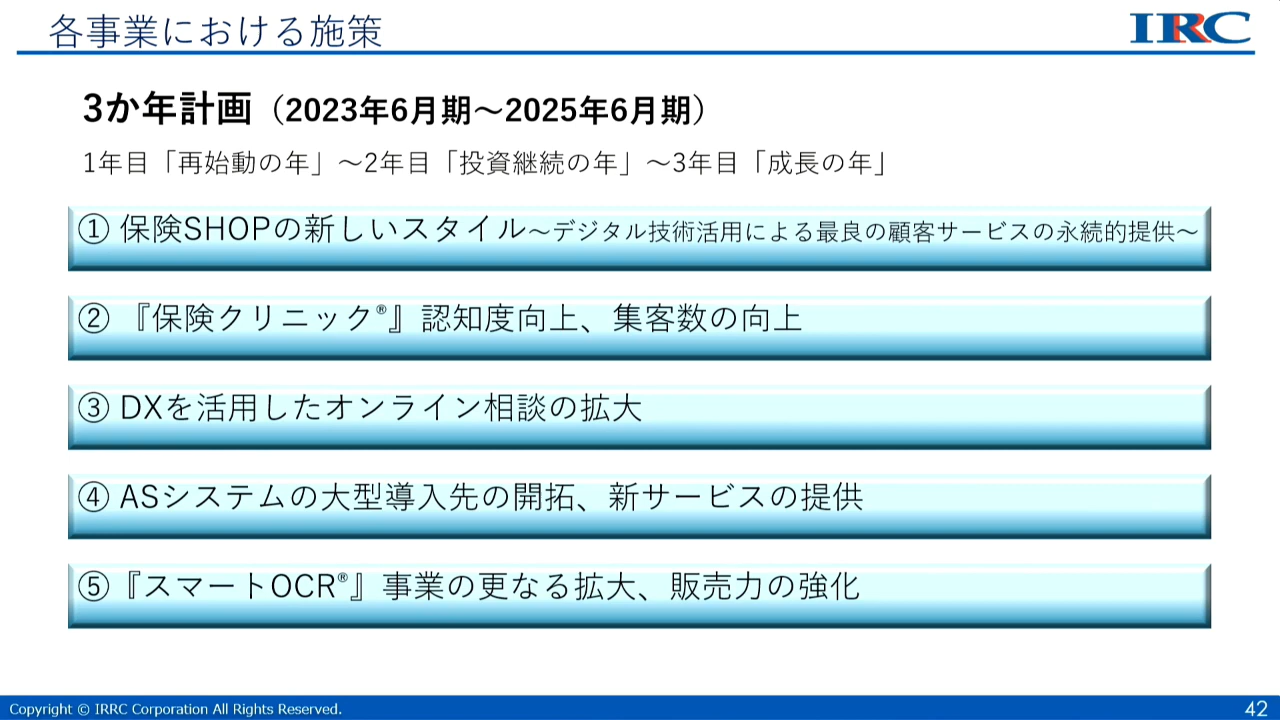 各事業における施策
IRRC
3か年計画（2023年6月期～2025年6月期）
1年目「再始動の年」～2年目「投資継続の年」～3年目「成長の年」
① 保険SHOPの新しいスタイル～デジタル技術活用による最良の顧客サービスの永続的提供～
② 『保険クリニック®』認知度向上、集客数の向上
③ DXを活用したオンライン相談の拡大
④ ASシステムの大型導入先の開拓、新サービスの提供
⑤『スマートOCR®』事業の更なる拡大、販売力の強化
Copyright © IRRC Corporation All Rights Reserved.
42